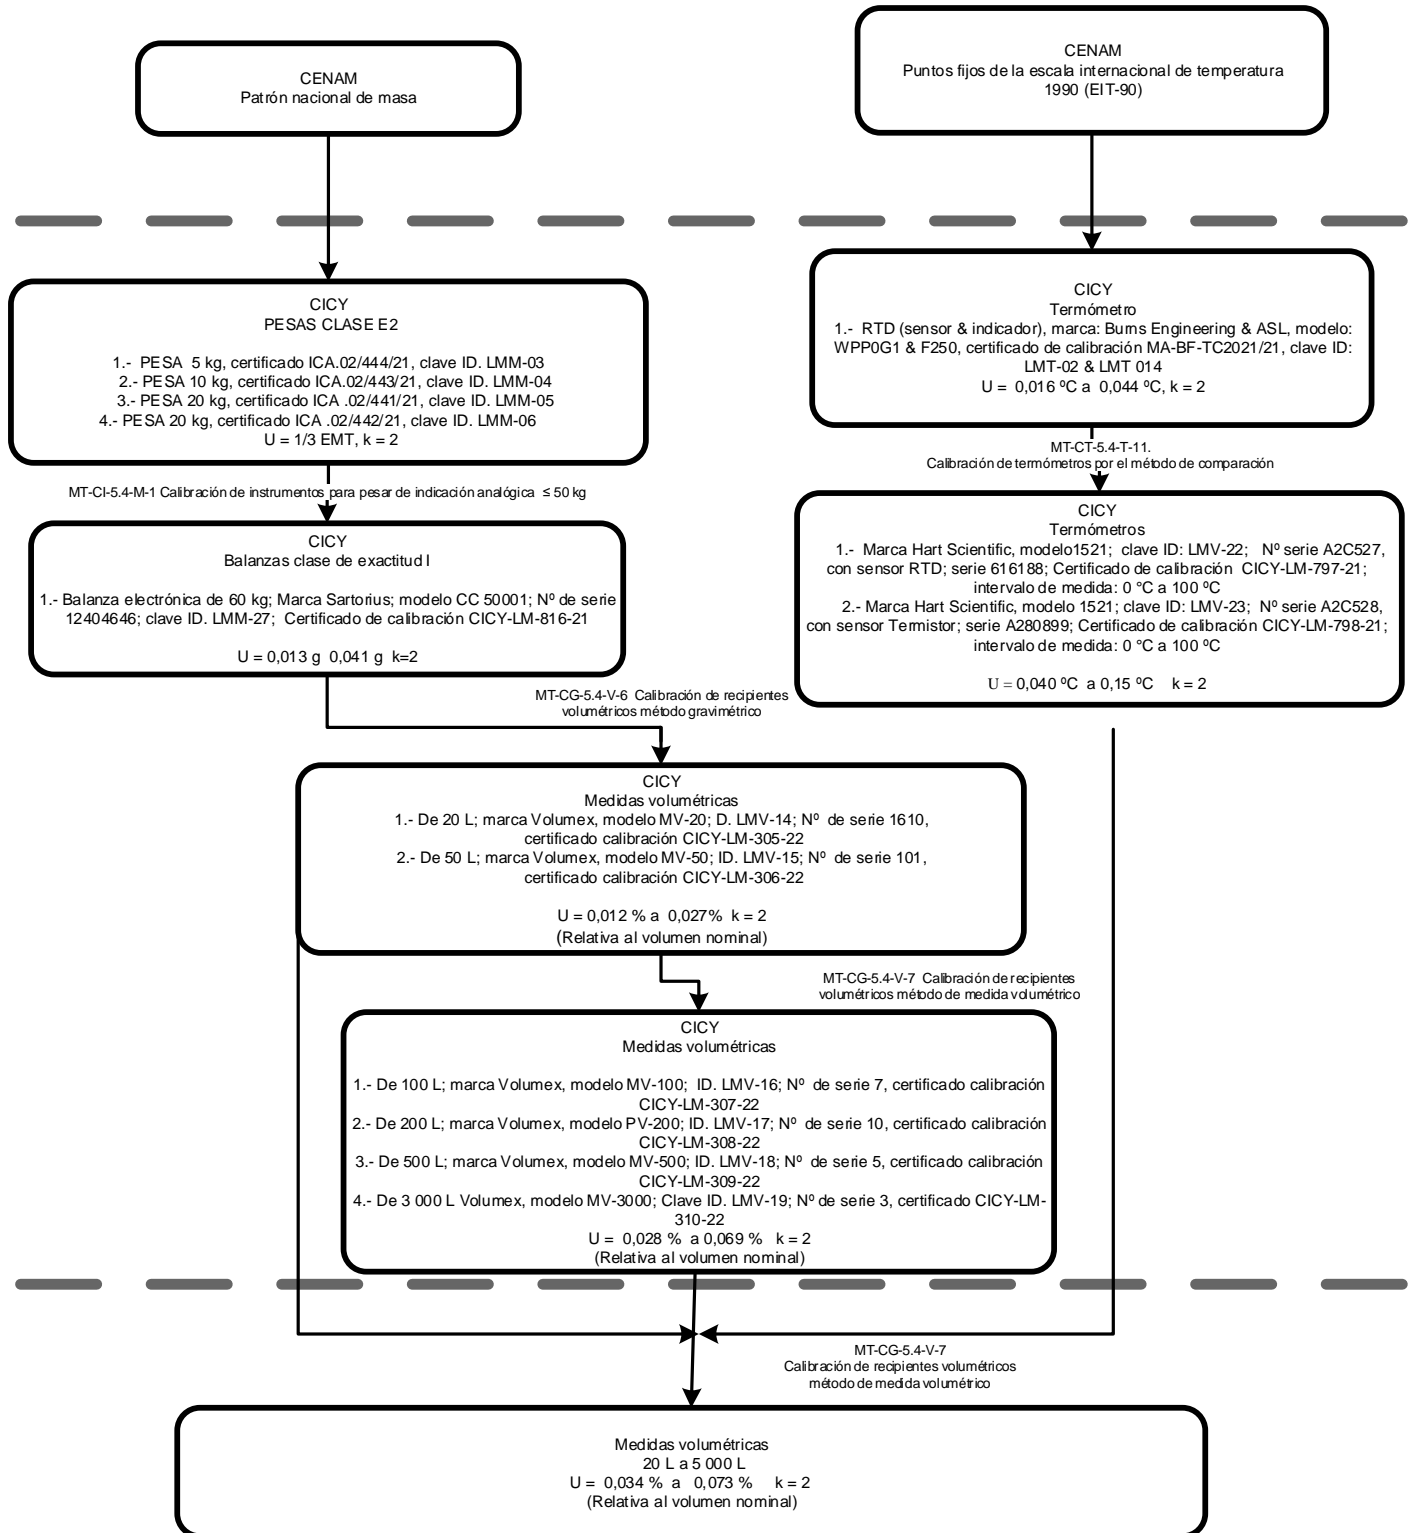 CENAM
Patrón nacional de masa
CENAM
Puntos fijos de la escala internacional de temperatura
1990 (EIT-90)
CICY
PESAS CLASE E2
1.- PESA 5 kg, certificado ICA.02/444/21, clave ID. LMM-03
2.- PESA 10 kg, certificado ICA.02/443/21, clave ID. LMM-04
3.- PESA 20 kg, certificado ICA .02/441/21, clave ID. LMM-05
4.- PESA 20 kg, certificado ICA .02/442/21, clave ID. LMM-06
U = 1/3 EMT, k = 2
CICY
Termómetro
1.- RTD (sensor & indicador), marca: Burns Engineering & ASL, modelo:
WPP0G1 & F250, certificado de calibración MA-BF-TC2021/21, clave ID:
LMT-02 & LMT 014
U = 0,016 ºC a 0,044 ºC, k = 2
MT-CI-5.4-M-1 Calibración de instrumentos para pesar de indicación analógica ≤ 50 kg
MT-CT-5.4-T-11.
Calibración de termómetros por el método de comparación
CICY
Balanzas clase de exactitud I
1.- Balanza electrónica de 60 kg; Marca Sartorius; modelo CC 50001; Nº de serie
12404646; clave ID. LMM-27; Certificado de calibración CICY-LM-816-21
U = 0,013 g 0,041 g k=2
CICY
Termómetros
1.- Marca Hart Scientific, modelo1521; clave ID: LMV-22; Nº serie A2C527,
con sensor RTD; serie 616188; Certificado de calibración CICY-LM-797-21;
intervalo de medida: 0 °C a 100 ºC
2.- Marca Hart Scientific, modelo 1521; clave ID: LMV-23; Nº serie A2C528,
con sensor Termistor; serie A280899; Certificado de calibración CICY-LM-798-21;
intervalo de medida: 0 °C a 100 ºC
U = 0,040 ºC a 0,15 ºC k = 2
MT-CG-5.4-V-6 Calibración de recipientes
volumétricos método gravimétrico
CICY
Medidas volumétricas
1.- De 20 L; marca Volumex, modelo MV-20; D. LMV-14; Nº de serie 1610,
certificado calibración CICY-LM-305-22
2.- De 50 L; marca Volumex, modelo MV-50; ID. LMV-15; Nº de serie 101,
certificado calibración CICY-LM-306-22
U = 0,012 % a 0,027% k = 2
(Relativa al volumen nominal)
MT-CG-5.4-V-7 Calibración de recipientes
volumétricos método de medida volumétrico
CICY
Medidas volumétricas
1.- De 100 L; marca Volumex, modelo MV-100; ID. LMV-16; Nº de serie 7, certificado calibración
CICY-LM-307-22
2.- De 200 L; marca Volumex, modelo PV-200; ID. LMV-17; Nº de serie 10, certificado calibración
CICY-LM-308-22
3.- De 500 L; marca Volumex, modelo MV-500; ID. LMV-18; Nº de serie 5, certificado calibración
CICY-LM-309-22
4.- De 3 000 L Volumex, modelo MV-3000; Clave ID. LMV-19; Nº de serie 3, certificado CICY-LM-
310-22
U = 0,028 % a 0,069 % k = 2
(Relativa al volumen nominal)
MT-CG-5.4-V-7
Calibración de recipientes volumétricos
método de medida volumétrico
Medidas volumétricas
20 L a 5 000 L
U = 0,034 % a 0,073 % k = 2
(Relativa al volumen nominal)